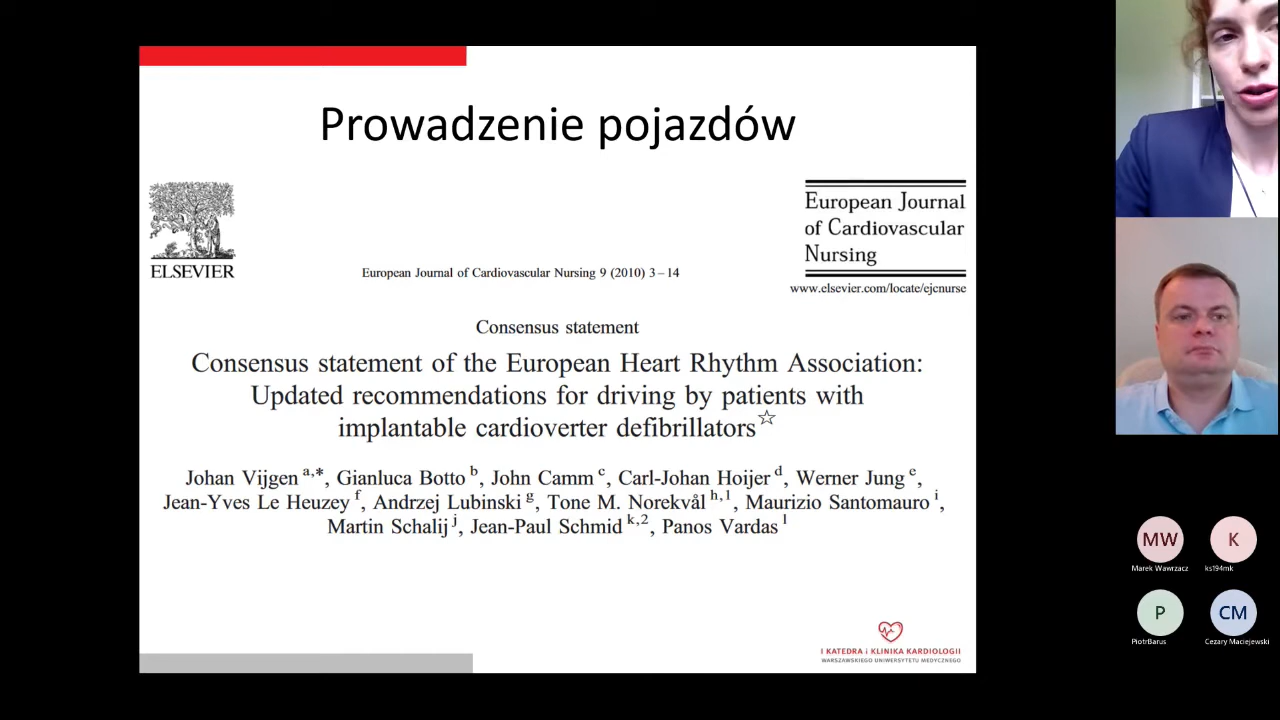 Prowadzenie pojazdów
ELSEVIER
European Journal of Cardiovascular Nursing 9 (2010) 3–14
European Journal
of Cardiovascular
Nursing
www.elsevier.com/locate/ejcnurse
Consensus statement
Consensus statement of the European Heart Rhythm Association:
Updated recommendations for driving by patients with
implantable cardioverter defibrillators☆
Johan Vijgen a,*, Gianluca Botto b, John Camm c, Carl-Johan Hoijer d, Werner Jung e,
Jean-Yves Le Heuzey f, Andrzej Lubinski g, Tone M. Norekvål h,1, Maurizio Santomauro i,
Martin Schalij j, Jean-Paul Schmid k,2, Panos Vardas l
I KATEDRA i KLINIKA KARDIOLOGII
WARSZAWSKIEGO UNIWERSYTETU MEDYCZNEGO
MW
K
Marek Wawrzacz
ks194mk
P
CM
PiotrBarus
Cezary Maciejewski